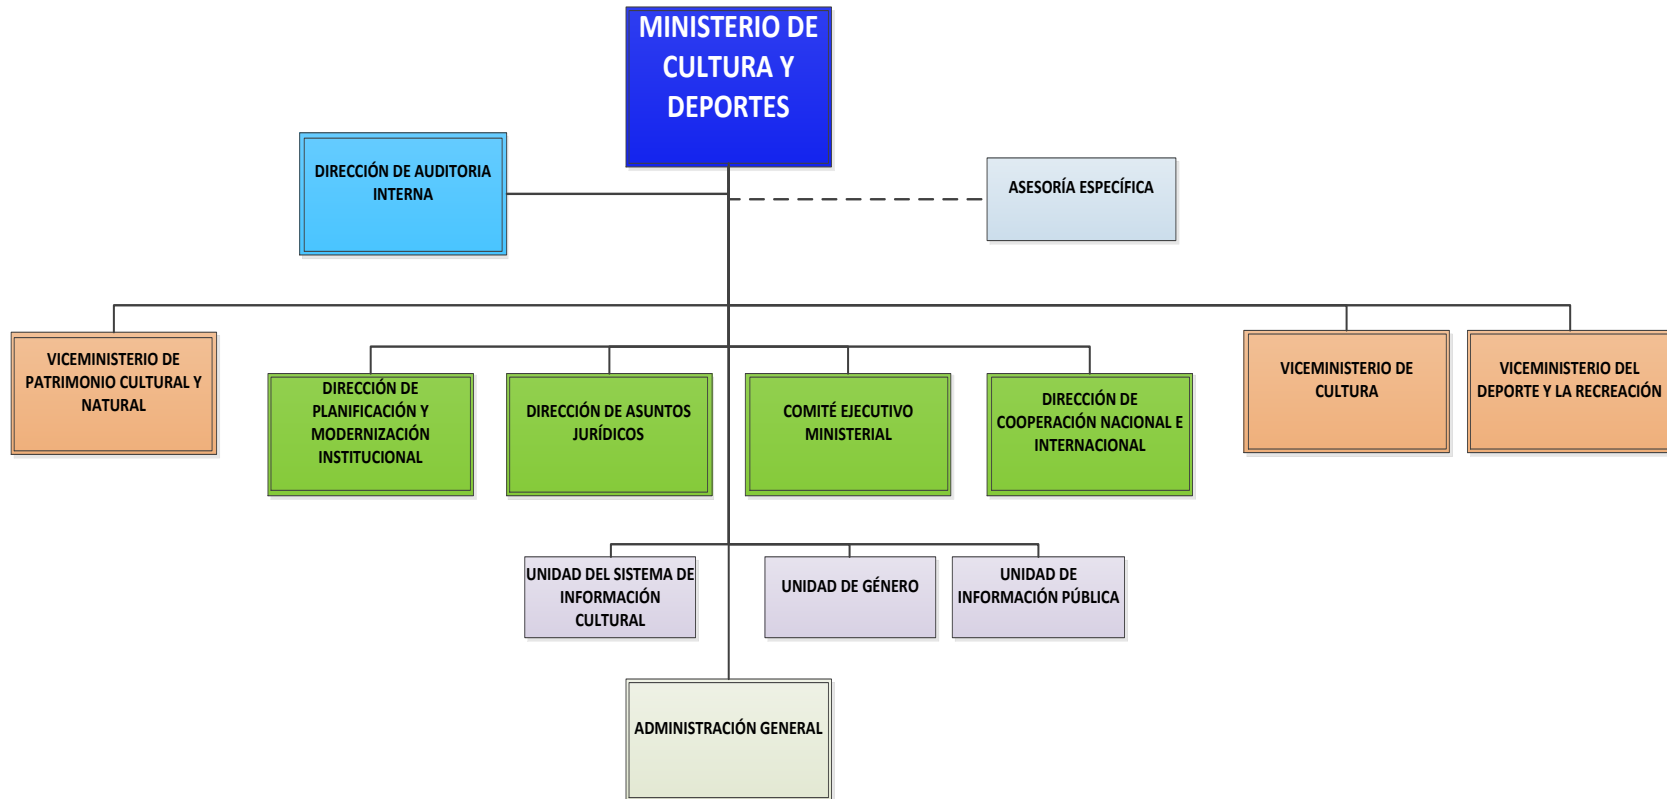 MINISTERIO DE
CULTURA Y
DEPORTES
DIRECCIÓN DE AUDITORIA
INTERNA
ASESORÍA ESPECÍFICA
VICEMINISTERIO DE
PATRIMONIO CULTURAL Y
NATURAL
DIRECCIÓN DE
PLANIFICACIÓN Y
MODERNIZACIÓN
INSTITUCIONAL
DIRECCIÓN DE ASUNTOS
JURÍDICOS
COMITÉ EJECUTIVO
MINISTERIAL
DIRECCIÓN DE
COOPERACIÓN NACIONAL E
INTERNACIONAL
VICEMINISTERIO DE
CULTURA
VICEMINISTERIO DEL
DEPORTE Y LA RECREACIÓN
UNIDAD DEL SISTEMA DE
INFORMACIÓN
CULTURAL
UNIDAD DE GÉNERO
UNIDAD DE
INFORMACIÓN PÚBLICA
ADMINISTRACIÓN GENERAL